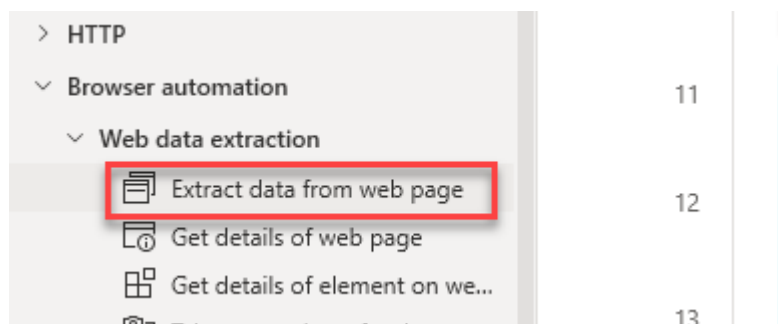 HTTP
Browser automation
11
Web data extraction
Extract data from web page
12
Get details of web page
Get details of element on we...
13